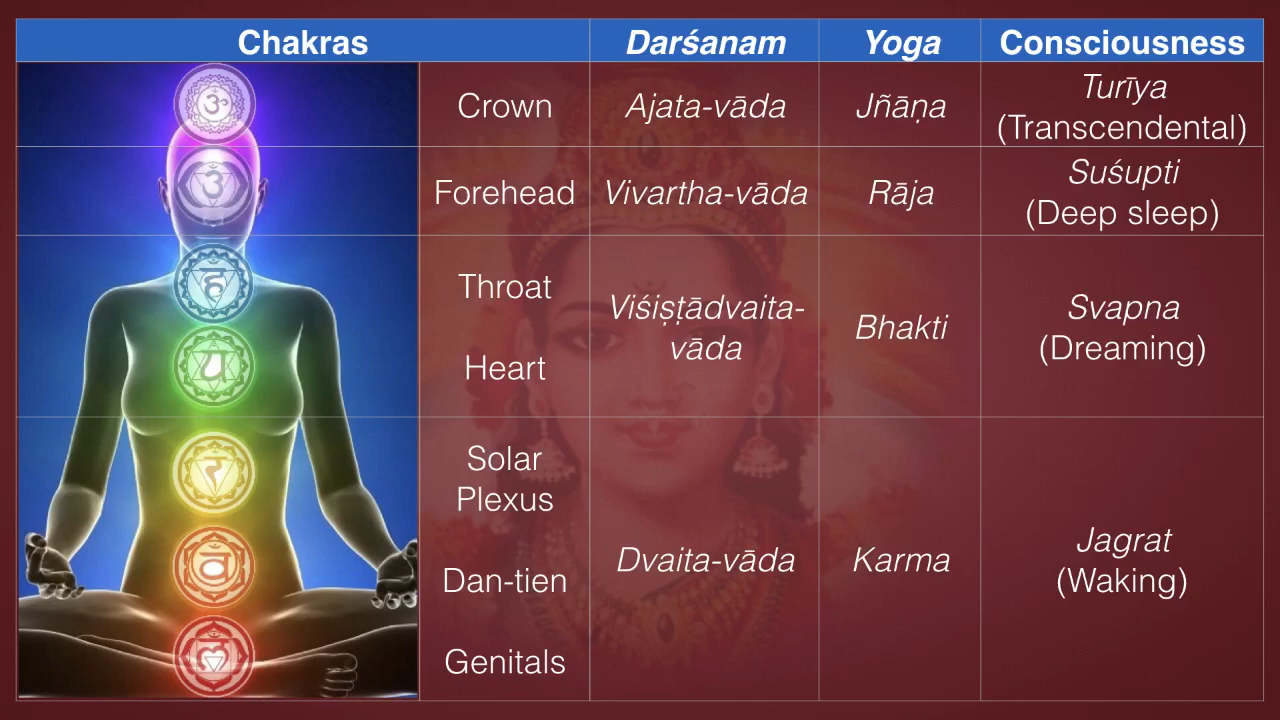 Chakras Darśanam Yoga Consciousness
ॐ
Crown Ajata-vāda Jñāṇa Turīya
(Transcendental)
Forehead Vivartha-vāda Rāja Suśupti
(Deep sleep)
Throat
Heart
Viśiṣṭādvaita-
vāda
Bhakti
Svapna
(Dreaming)
हं
य
Solar
Plexus
Dan-tien
Genitals
Dvaita-vāda
Karma
Jagrat
(Waking)